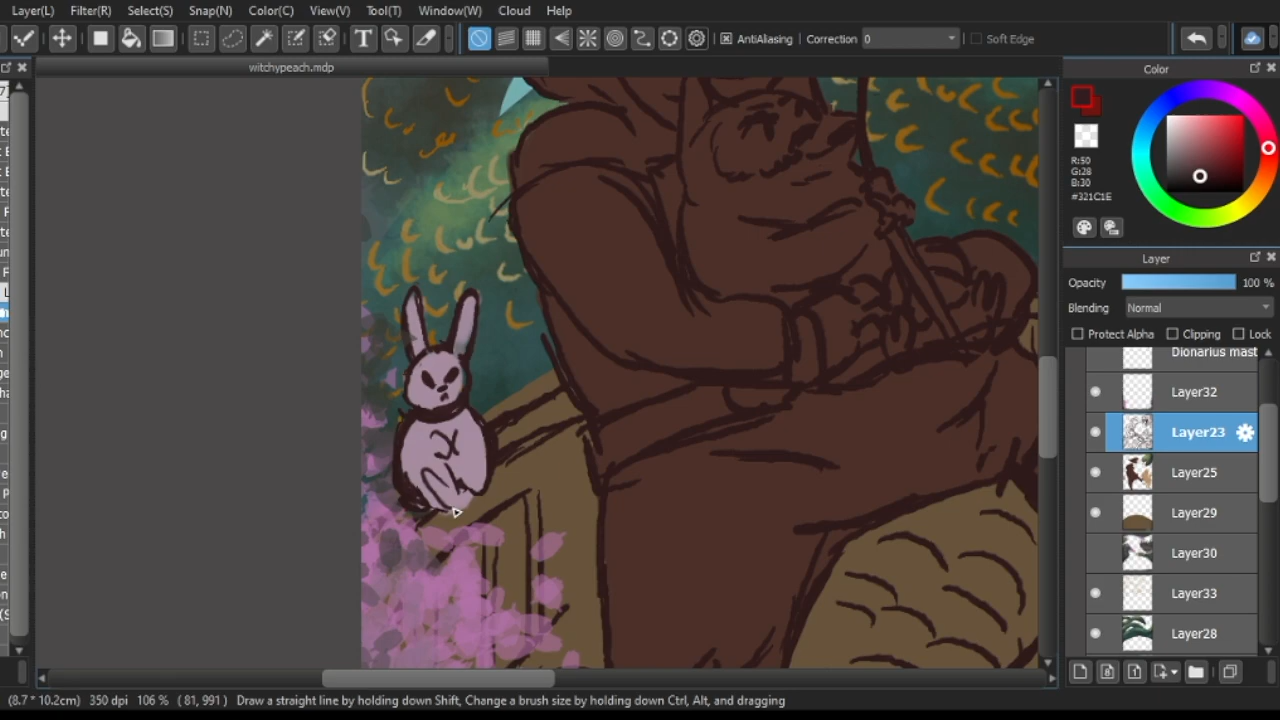 Layer(L) Filter(R) Select(S) Snap(N) Color(C) View(V) Tool(T) Window(W) Cloud Help
T AntiAliasing Correction 0 Soft Edge
witchypeach.mdp
Color
R:50
G:28
B:30
#321C1E
Layer
Opacity 100 %
Blending Normal
Protect Alpha Clipping Lock
Dionarius mast
Layer32
Layer23
Layer25
Layer29
Layer30
Layer33
Layer28
(8.7 * 10.2cm) 350 dpi 106 % ( 81, 991 ) Draw a straight line by holding down Shift, Change a brush size by holding down Ctrl, Alt, and dragging